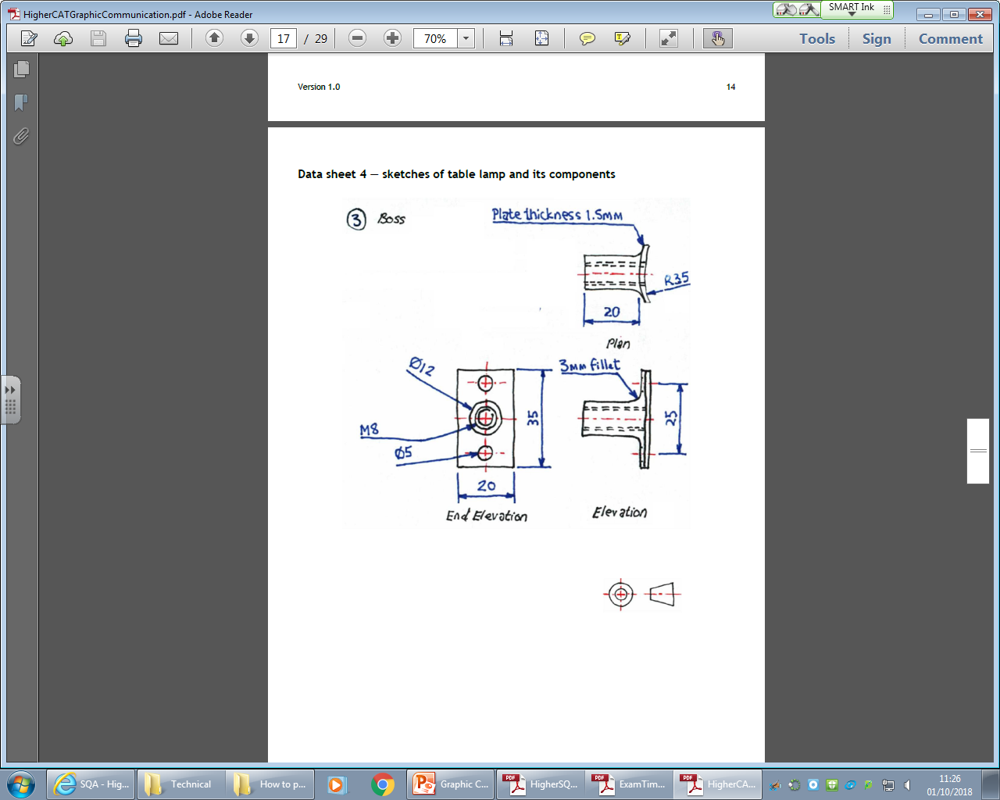 HigherCATGraphicCommunication.pdf - Adobe Reader
SMART Ink
17 / 29
70%
Tools
Sign
Comment
Version 1.0
14
Data sheet 4 — sketches of table lamp and its components
3 Boss
Plate thickness 1.5mm
R35
20
Plan
Ø12
3mm fillet
M8
35
25
Ø5
20
End Elevation
Elevation
SQA - Hig...
Technical
How to p...
Graphic C...
HigherSQ...
ExamTim...
HigherCA...
11:26
01/10/2018